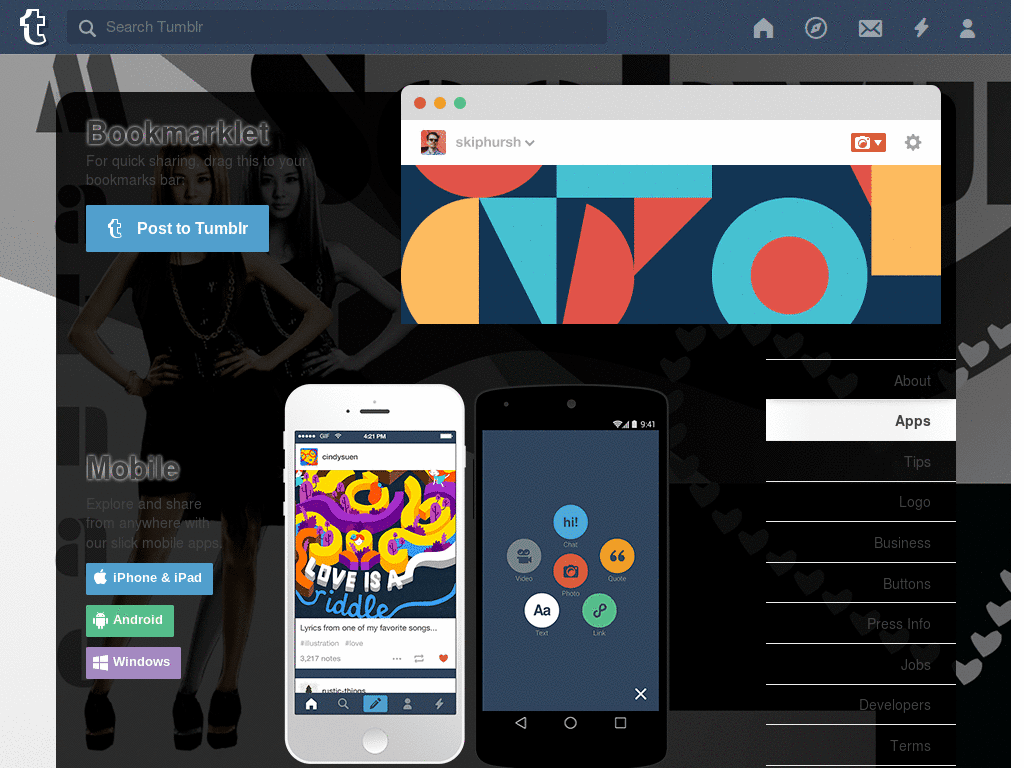 t Search Tumblr
Bookmarklet
For quick sharing, drag this to your
bookmarks bar:
t Post to Tumblr
skiphursh
About
Apps
Tips
Logo
Business
Buttons
Press Info
Jobs
Developers
Terms
Mobile
Explore and share
from anywhere with
our slick mobile apps.
iPhone & iPad
Android
Windows
GIF 4:21 PM
cindysuen
LOVE IS A
riddle
Lyrics from one of my favorite songs...
#illustration #love
3,217 notes
rustic-things
9:41
hi!
Chat
Video
Quote
Photo
Aa
Text
Link